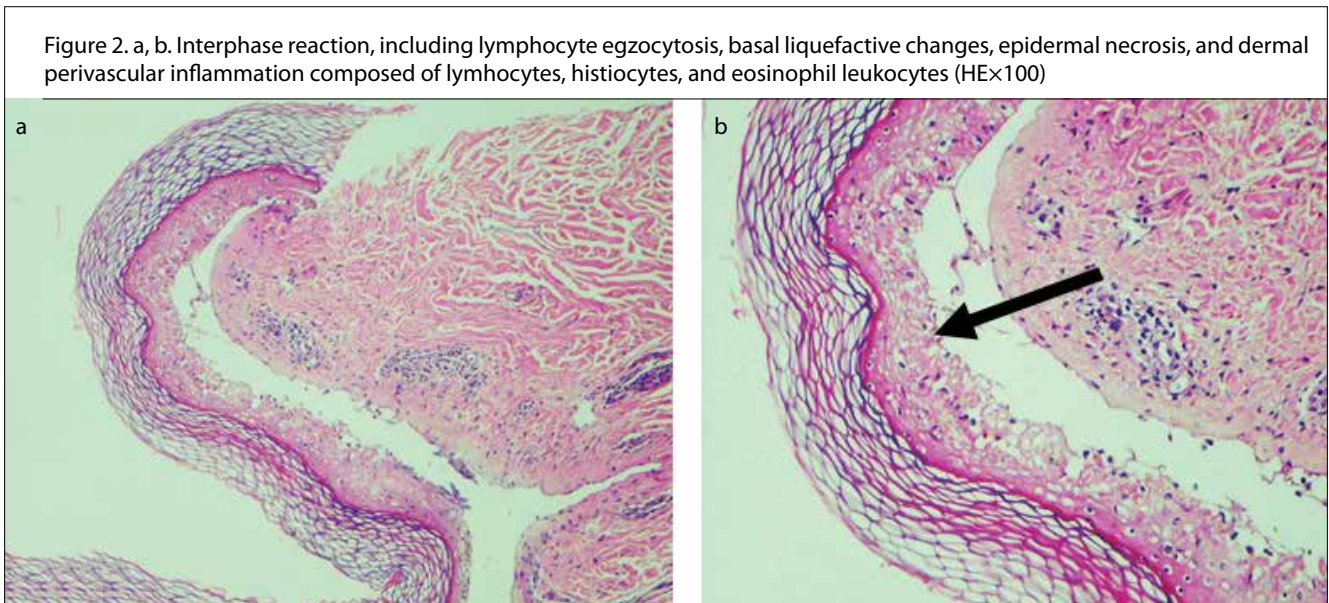 Figure 2. a, b. Interphase reaction, including lymphocyte egzocytosis, basal liquefactive changes, epidermal necrosis, and dermal
perivascular inflammation composed of lymhocytes, histiocytes, and eosinophil leukocytes (HE×100)
a
b